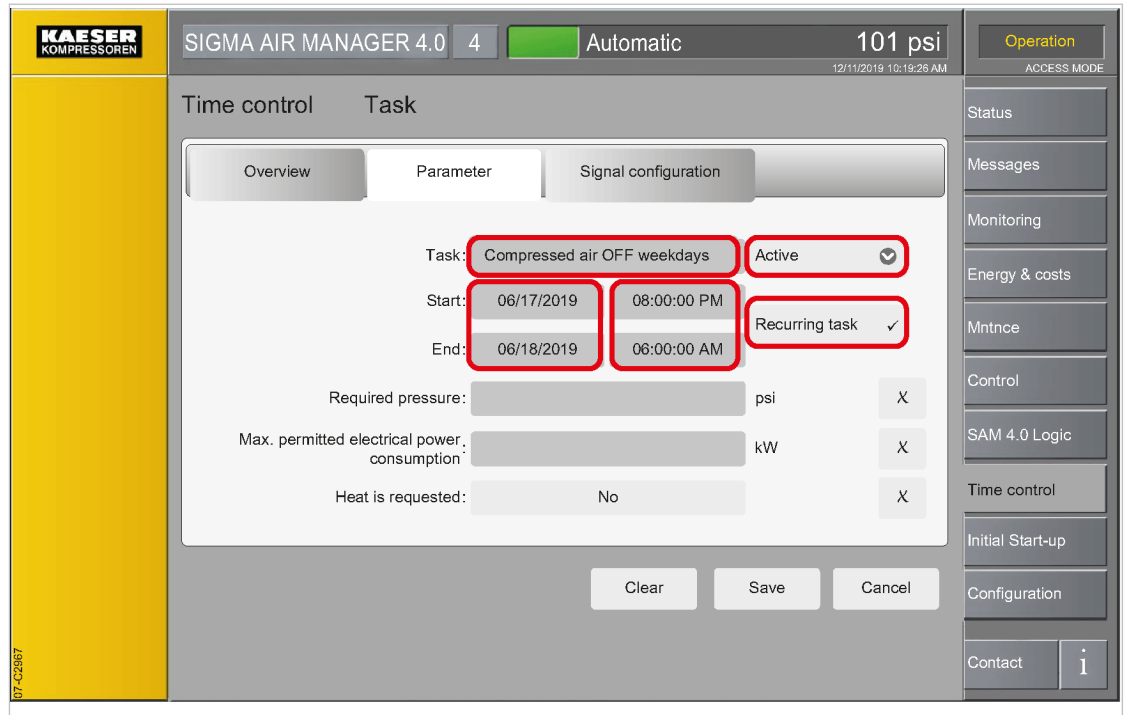 KAESER
KOMPRESSOREN
SIGMA AIR MANAGER 4.0 4 Automatic 101 psi
12/11/2019 10:19:26 AM
Operation
ACCESS MODE
Time control Task
Overview Parameter Signal configuration
Task: Compressed air OFF weekdays Active
Start: 06/17/2019 08:00:00 PM
Recurring task ✓
End: 06/18/2019 06:00:00 AM
Required pressure: psi X
Max. permitted electrical power
consumption: kW X
Heat is requested: No X
Clear Save Cancel
Status
Messages
Monitoring
Energy & costs
Mntnce
Control
SAM 4.0 Logic
Time control
Initial Start-up
Configuration
Contact i
07-C2967